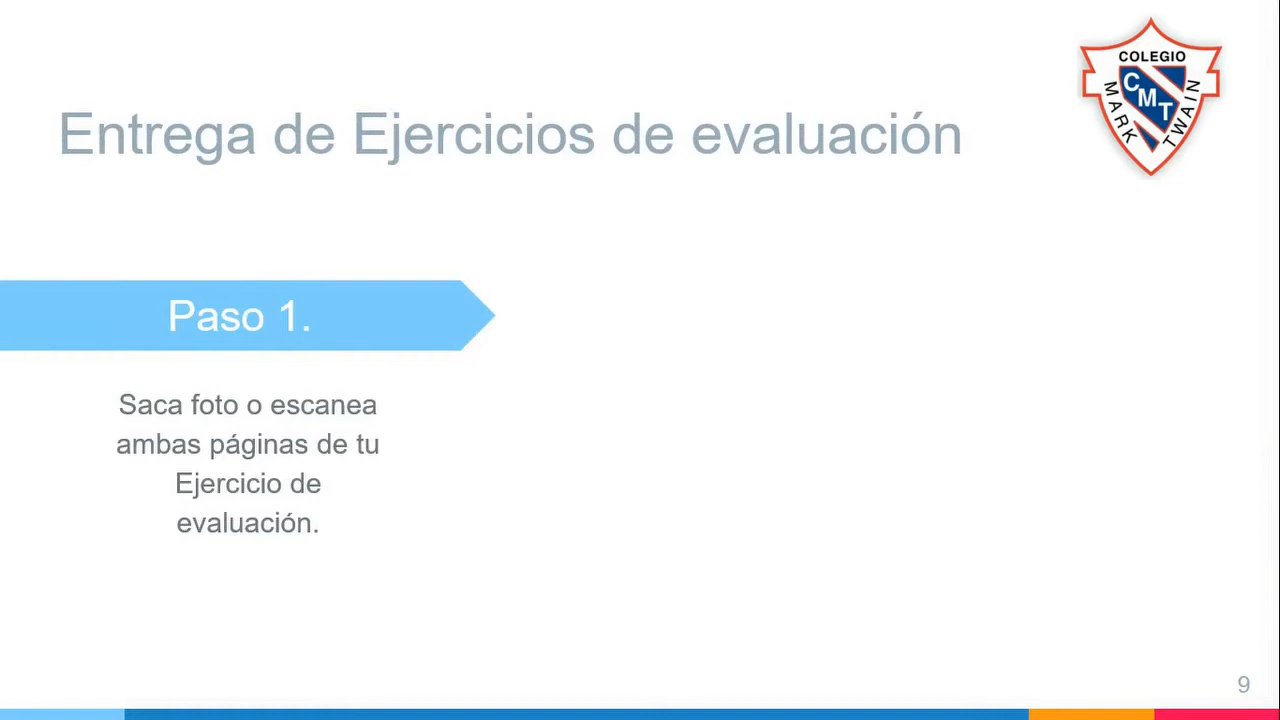 COLEGIO
MARK
CMT
TWAIN
Entrega de Ejercicios de evaluación
Paso 1.
Saca foto o escanea
ambas páginas de tu
Ejercicio de
evaluación.
9